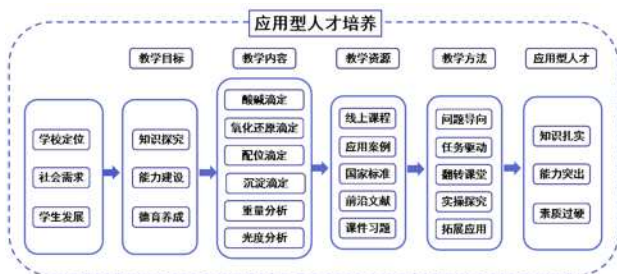 应用型人才培养
教学目标 教学内容 教学资源 教学方法 应用型人才
学校定位
社会需求
学生发展
知识探究
能力建设
德育养成
酸碱滴定
氧化还原滴定
配位滴定
沉淀滴定
重量分析
光度分析
线上课程
应用案例
国家标准
前沿文献
课件习题
问题导向
任务驱动
翻转课堂
实操探究
拓展应用
知识扎实
能力突出
素质过硬